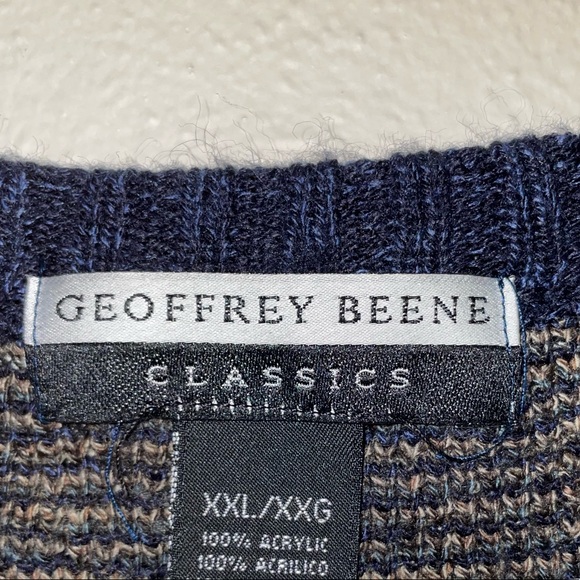 GEOFFREY BEENE
CLASSICS
XXL/XXG
100% ACRYLIC
100% ACRILICO